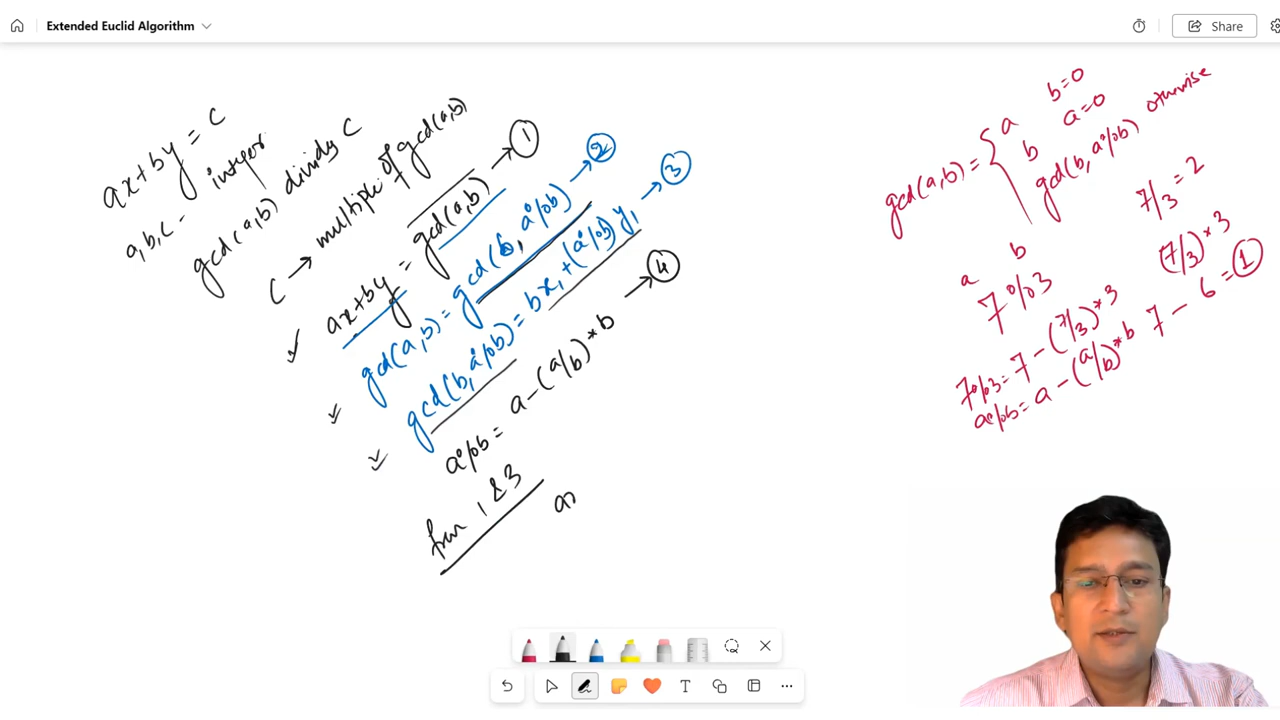 Extended Euclid Algorithm
Share
ax+by = c
a,b,c - integer
gcd(a,b) divides c
c → multiple of gcd(a,b)
ax+by = gcd(a,b) → 1
gcd(a,b) = gcd(b, a%b) → 2
gcd(b, a%b) = bx₁ + (a%b) y₁ → 3
a%b = a - (a/b) * b → 4
from 1 & 3
ax
gcd(a,b) = { a b=0
b a=0
gcd(b, a%b) otherwise
a b
7%3
7/3 = 2
(7/3) * 3
7%3 = 7 - (7/3) * 3
7 - 6 = 1
a%b = a - (a/b) * b